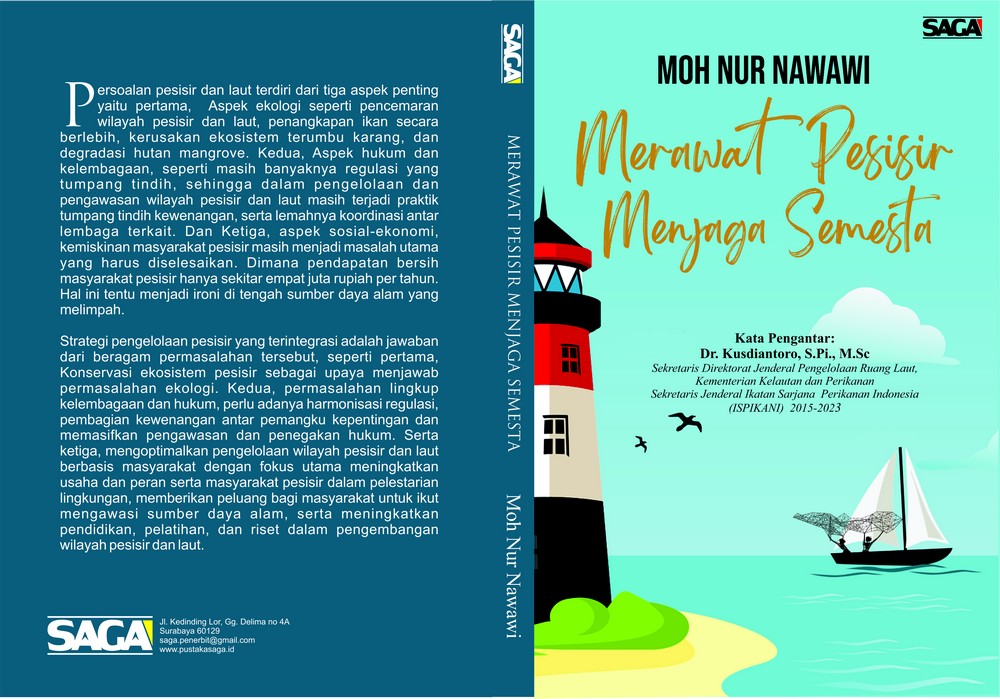 Persoalan pesisir dan laut terdiri dari tiga aspek penting
yaitu pertama, Aspek ekologi seperti pencemaran
wilayah pesisir dan laut, penangkapan ikan secara
berlebih, kerusakan ekosistem terumbu karang, dan
degradasi hutan mangrove. Kedua, Aspek hukum dan
kelembagaan, seperti masih banyaknya regulasi yang
tumpang tindih, sehingga dalam pengelolaan dan
pengawasan wilayah pesisir dan laut masih terjadi praktik
tumpang tindih kewenangan, serta lemahnya koordinasi antar
lembaga terkait. Dan Ketiga, aspek sosial-ekonomi,
kemiskinan masyarakat pesisir masih menjadi masalah utama
yang harus diselesaikan. Dimana pendapatan bersih
masyarakat pesisir hanya sekitar empat juta rupiah per tahun.
Hal ini tentu menjadi ironi di tengah sumber daya alam yang
melimpah.
Strategi pengelolaan pesisir yang terintegrasi adalah jawaban
dari beragam permasalahan tersebut, seperti pertama,
Konservasi ekosistem pesisir sebagai upaya menjawab
permasalahan ekologi. Kedua, permasalahan lingkup
kelembagaan dan hukum, perlu adanya harmonisasi regulasi,
pembagian kewenangan antar pemangku kepentingan dan
memasifkan pengawasan dan penegakan hukum. Serta
ketiga, mengoptimalkan pengelolaan wilayah pesisir dan laut
berbasis masyarakat dengan fokus utama meningkatkan
usaha dan peran serta masyarakat pesisir dalam pelestarian
lingkungan, memberikan peluang bagi masyarakat untuk ikut
mengawasi sumber daya alam, serta meningkatkan
pendidikan, pelatihan, dan riset dalam pengembangan
wilayah pesisir dan laut.
SAGA
Jl. Kedinding Lor, Gg. Delima no 4A
Surabaya 60129
saga.penerbit@gmail.com
www.pustakasaga.id
SAGA
MERAWAT PESISIR MENJAGA SEMESTA
Moh Nur Nawawi
SAGA
MOH NUR NAWAWI
Merawat Pesisir
Menjaga Semesta
Kata Pengantar:
Dr. Kusdiantoro, S.Pi., M.Sc
Sekretaris Direktorat Jenderal Pengelolaan Ruang Laut,
Kementerian Kelautan dan Perikanan
Sekretaris Jenderal Ikatan Sarjana Perikanan Indonesia
(ISPIKANI) 2015-2023